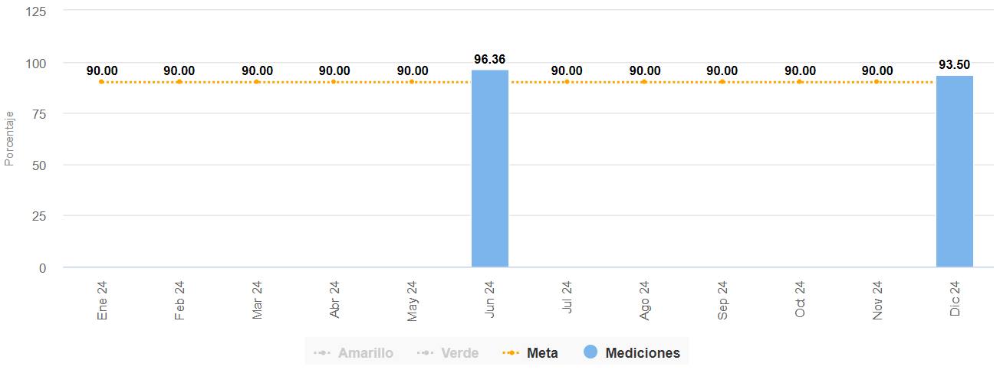 125
100
75
50
25
0
Porcentaje
90.00 90.00 90.00 90.00 90.00 96.36 90.00 90.00 90.00 90.00 90.00 93.50
Ene 24 Feb 24 Mar 24 Abr 24 May 24 Jun 24 Jul 24 Ago 24 Sep 24 Oct 24 Nov 24 Dic 24
Amarillo Verde Meta Mediciones